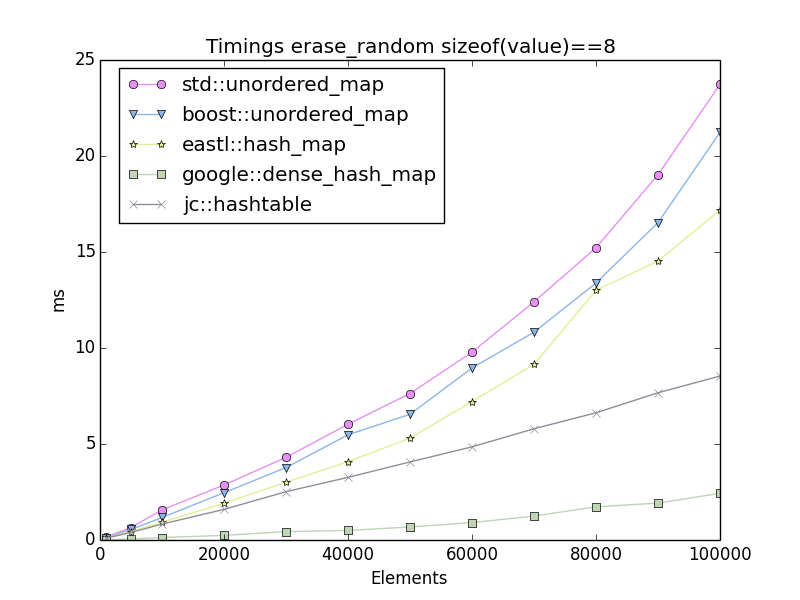 Timings erase_random sizeof(value)==8
25
20
15
10
5
0
ms
std::unordered_map
boost::unordered_map
eastl::hash_map
google::dense_hash_map
jc::hashtable
0 20000 40000 60000 80000 100000
Elements